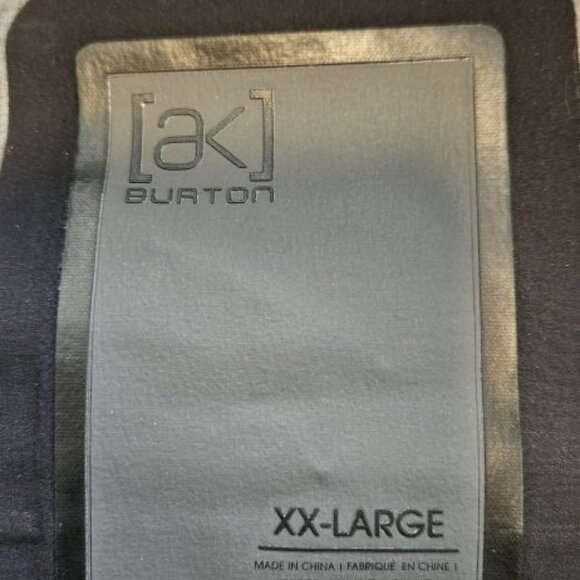 [ak]
BURTON
XX-LARGE
MADE IN CHINA | FABRIQUÉ EN CHINE |